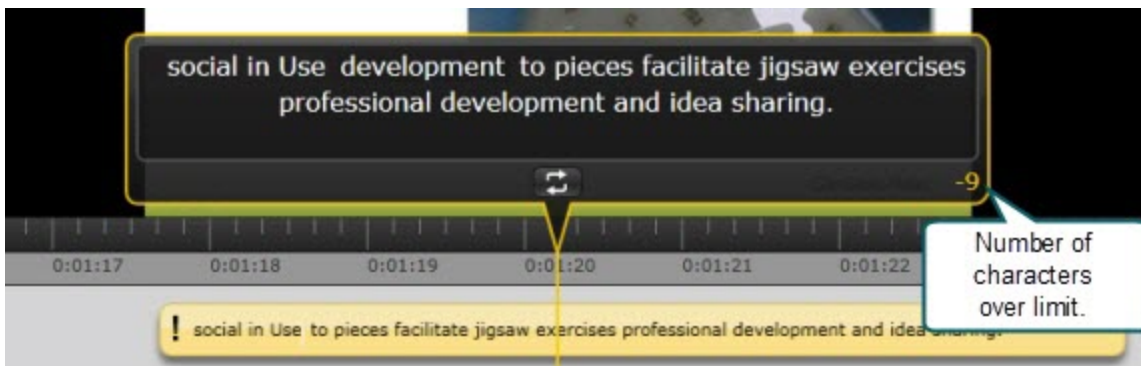 social in Use development to pieces facilitate jigsaw exercises
professional development and idea sharing.
-9
Number of
characters
over limit.
0:01:17 0:01:18 0:01:19 0:01:20 0:01:21 0:01:22
! social in Use to pieces facilitate jigsaw exercises professional development and idea